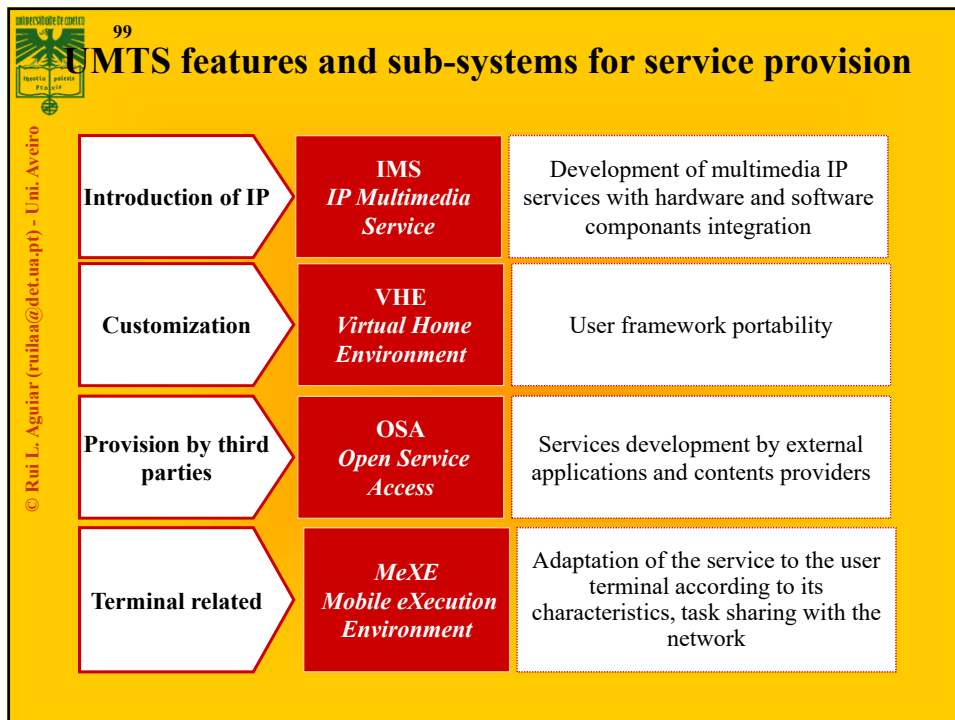 universidade de aveiro
99
UMTS features and sub-systems for service provision
theoria poiesis
Praxis
© Rui L. Aguiar (ruilaa@det.ua.pt) - Uni. Aveiro
Introduction of IP
IMS
IP Multimedia
Service
Development of multimedia IP
services with hardware and software
componants integration
Customization
VHE
Virtual Home
Environment
User framework portability
Provision by third
parties
OSA
Open Service
Access
Services development by external
applications and contents providers
Terminal related
MeXE
Mobile eXecution
Environment
Adaptation of the service to the user
terminal according to its
characteristics, task sharing with the
network